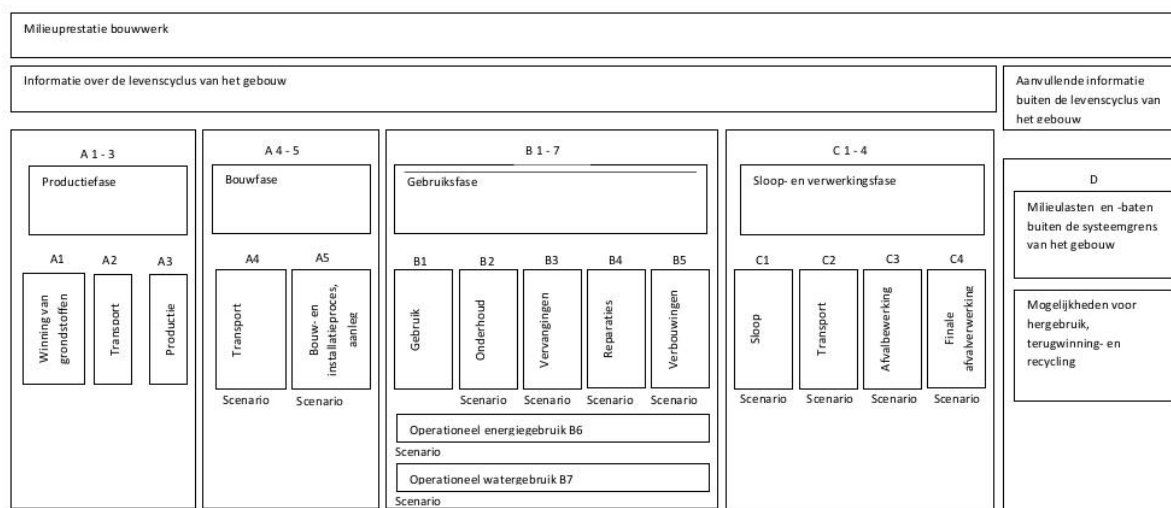 Milieuprestatie bouwwerk
Informatie over de levenscyclus van het gebouw
Aanvullende informatie
buiten de levenscyclus van
het gebouw
A 1 - 3
Productiefase
A1
Winning van
grondstoffen
A2
Transport
A3
Productie
A 4 - 5
Bouwfase
A4
Transport
Scenario
A5
Bouw- en
installatieproces,
aanleg
Scenario
B 1 - 7
Gebruiksfase
B1
Gebruik
B2
Onderhoud
Scenario
B3
Vervangingen
Scenario
B4
Reparaties
Scenario
B5
Verbouwingen
Scenario
Operationeel energiegebruik B6
Scenario
Operationeel watergebruik B7
Scenario
C 1 - 4
Sloop- en verwerkingsfase
C1
Sloop
Scenario
C2
Transport
Scenario
C3
Afvalbewerking
Scenario
C4
Finale
afvalverwerking
Scenario
D
Milieulasten en -baten
buiten de systeemgrens
van het gebouw
Mogelijkheden voor
hergebruik,
terugwinning- en
recycling